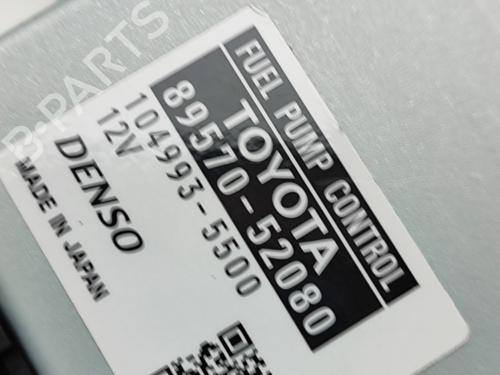 FUEL PUMP CONTROL
TOYOTA
89570-52080
104993-5500
12V
DENSO
MADE IN JAPAN
B-PARTS